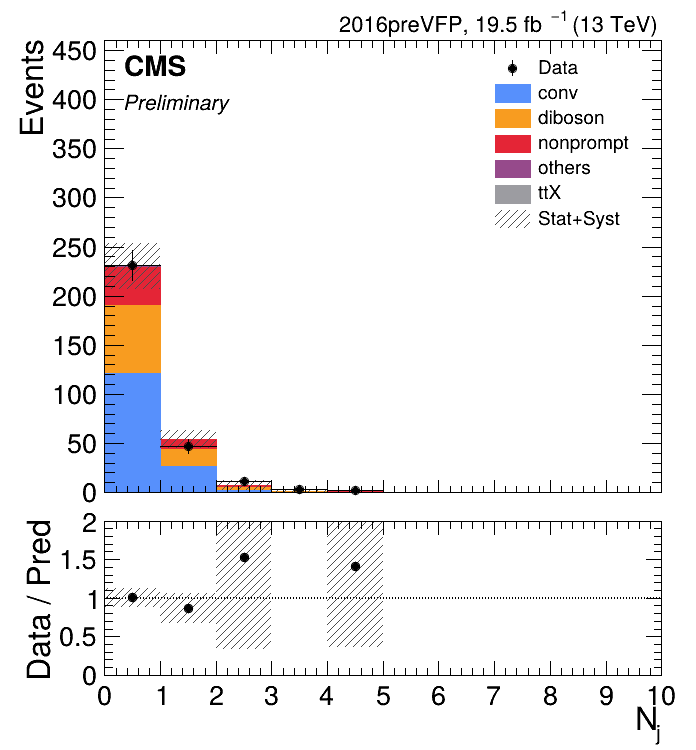 2016preVFP, 19.5 fb⁻¹ (13 TeV)
Events
450
400
350
300
250
200
150
100
50
0
CMS
Preliminary
Data
conv
diboson
nonprompt
others
ttX
Stat+Syst
Data / Pred
2
1.5
1
0.5
0
0 1 2 3 4 5 6 7 8 9 10
Nⱼ